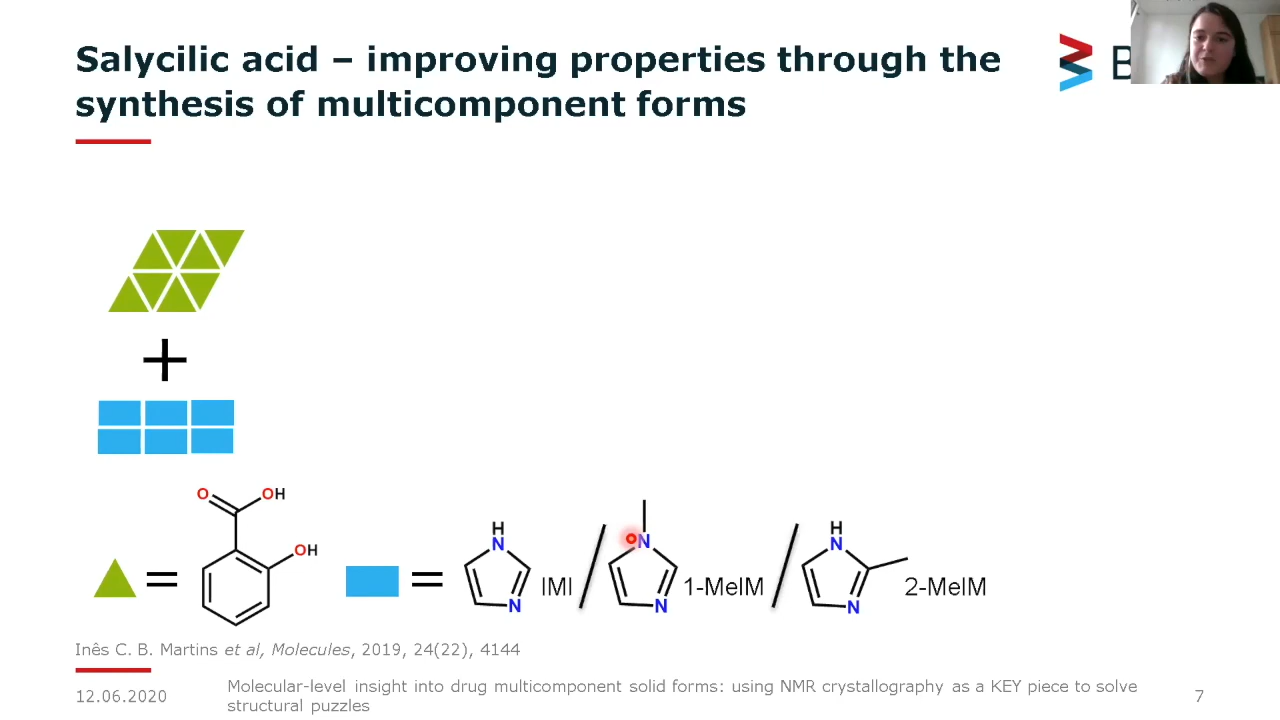 Salycilic acid – improving properties through the
synthesis of multicomponent forms
B
+
O
OH
OH
=
=
H
N
N
IMI
/
N
N
1-MeIM
/
H
N
N
2-MeIM
Inês C. B. Martins et al, Molecules, 2019, 24(22), 4144
12.06.2020
Molecular-level insight into drug multicomponent solid forms: using NMR crystallography as a KEY piece to solve
structural puzzles
7